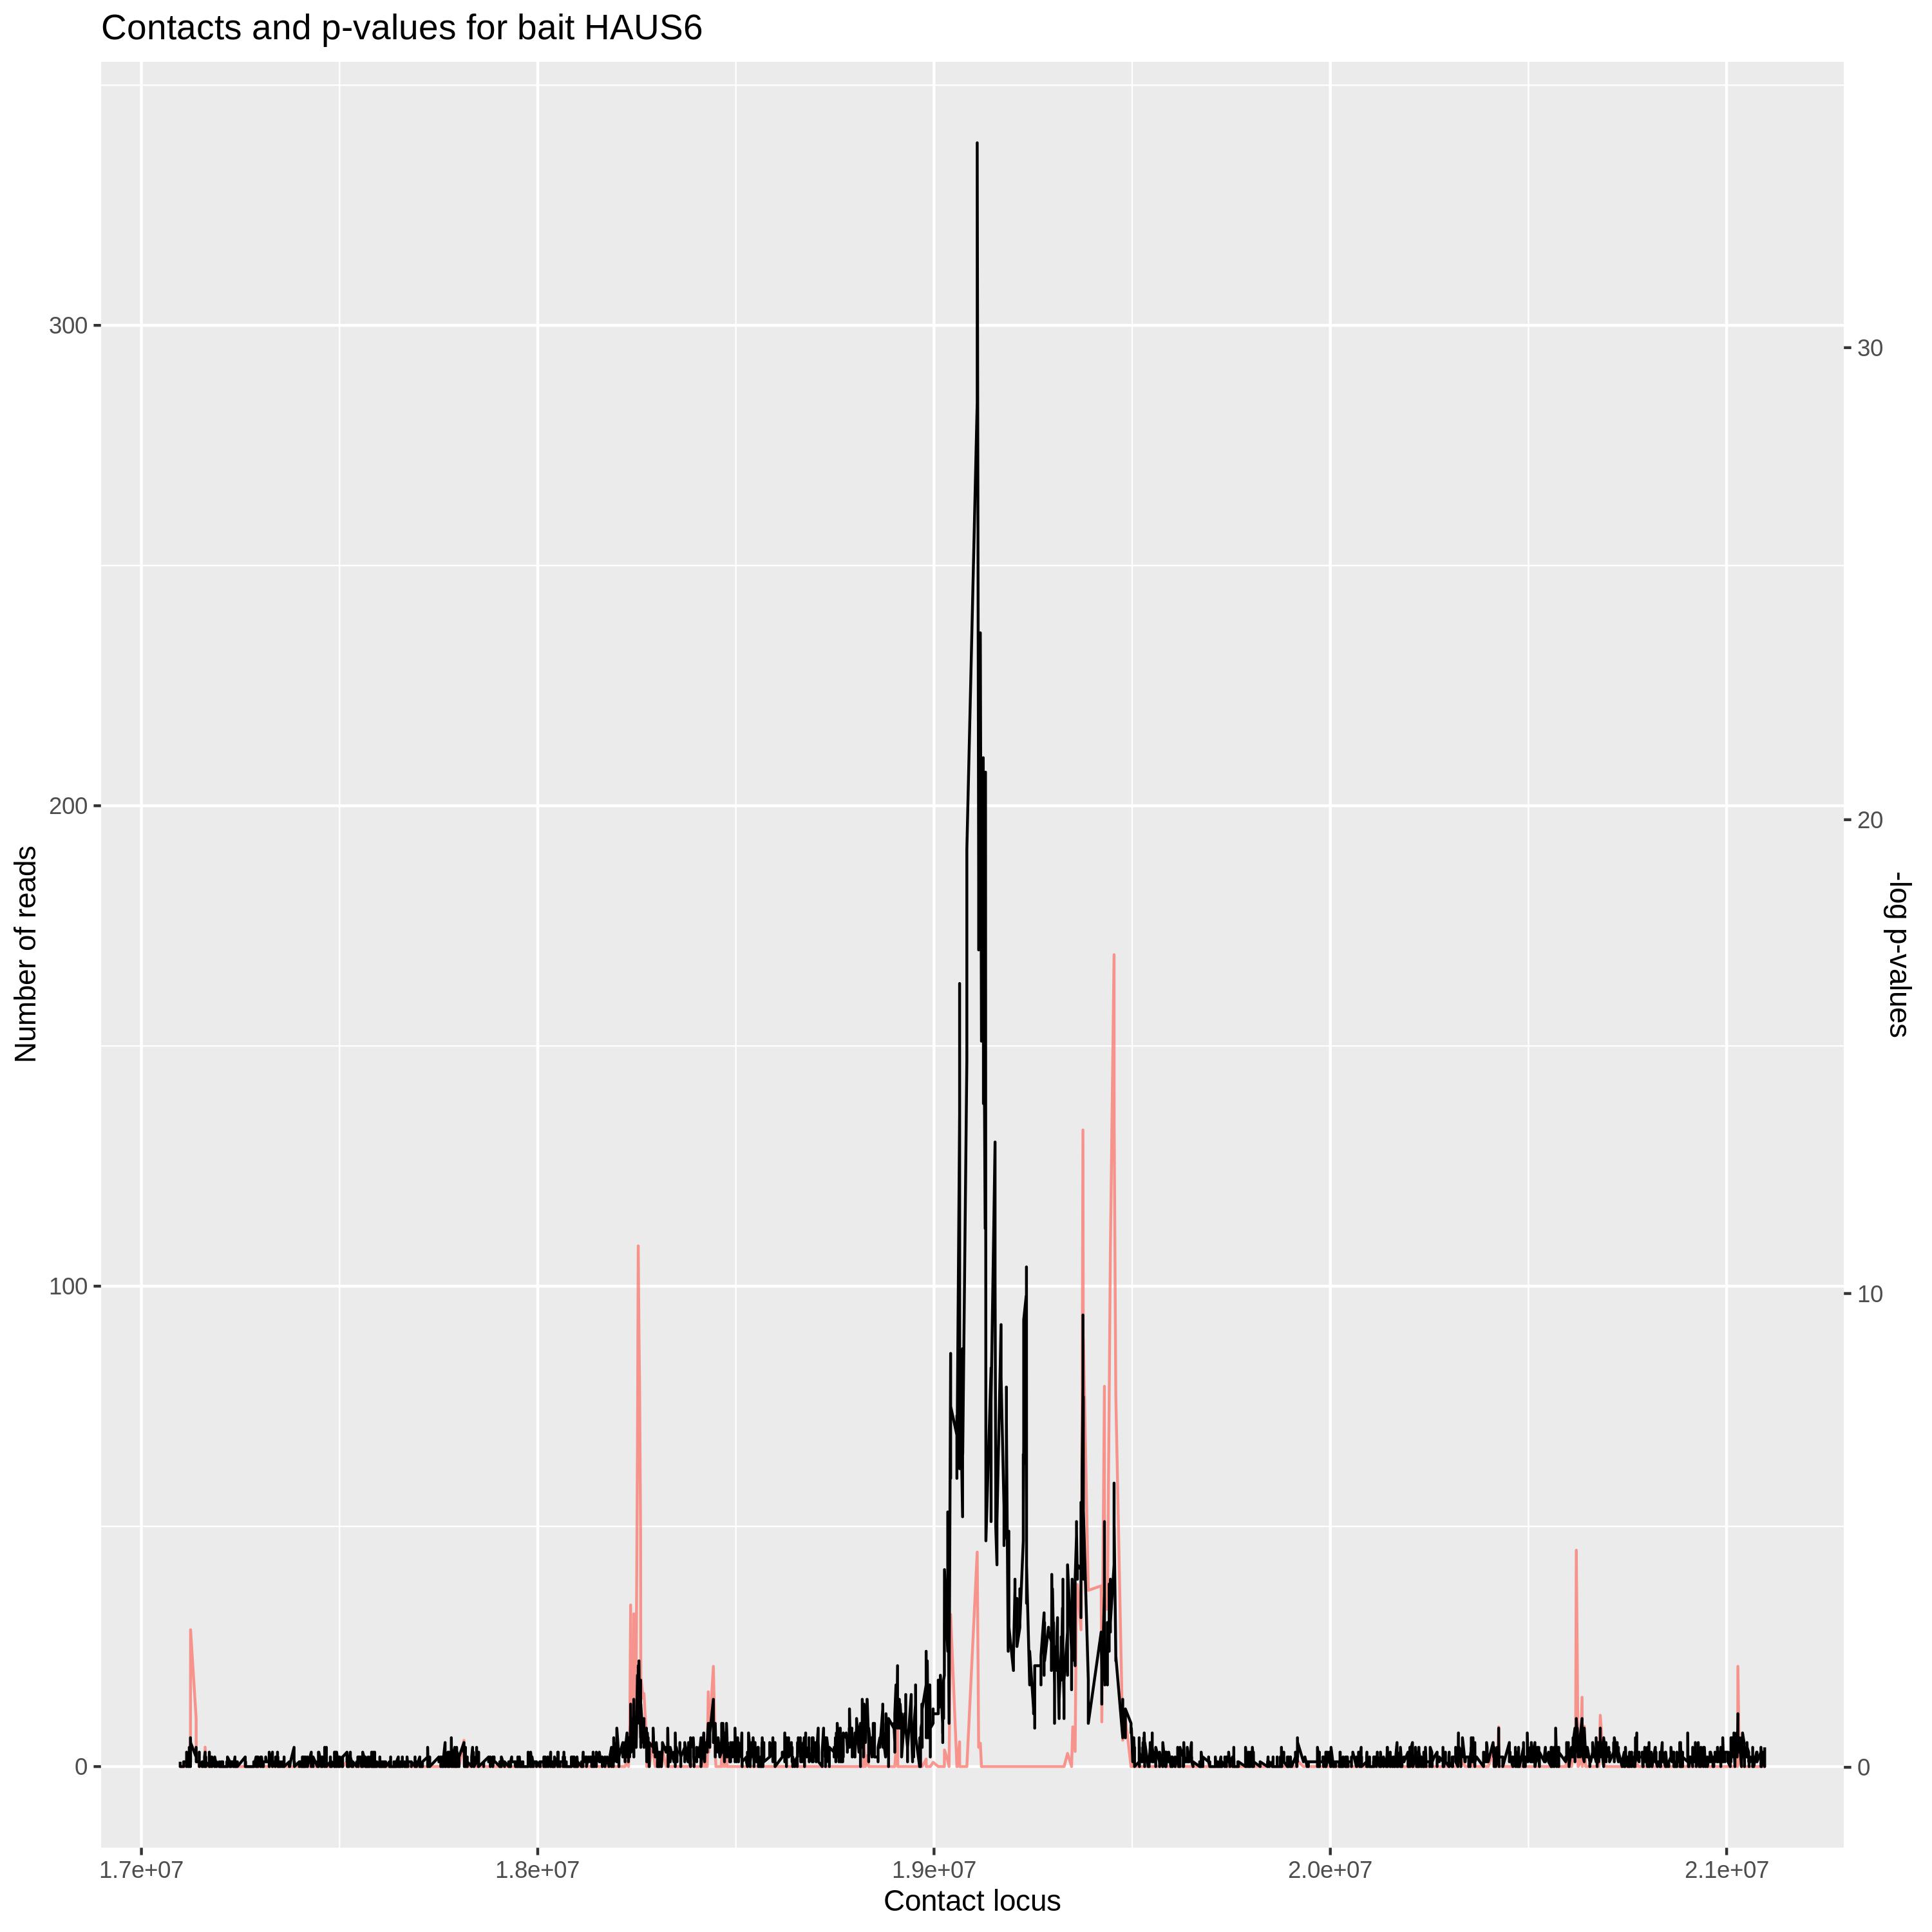 Contacts and p-values for bait HAUS6
300
200
100
0
30
20
10
0
Number of reads
-log p-values
1.7e+07
1.8e+07
1.9e+07
2.0e+07
2.1e+07
Contact locus